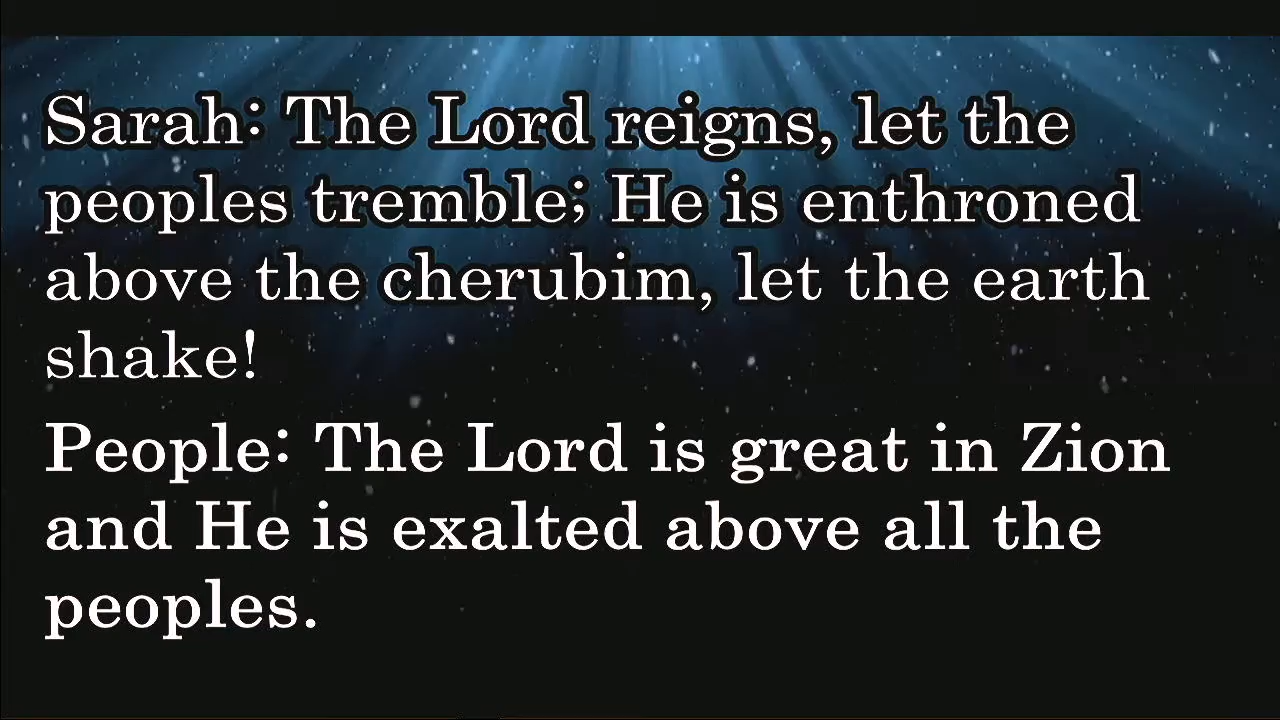 Sarah: The Lord reigns, let the
peoples tremble; He is enthroned
above the cherubim, let the earth
shake!
People: The Lord is great in Zion
and He is exalted above all the
peoples.